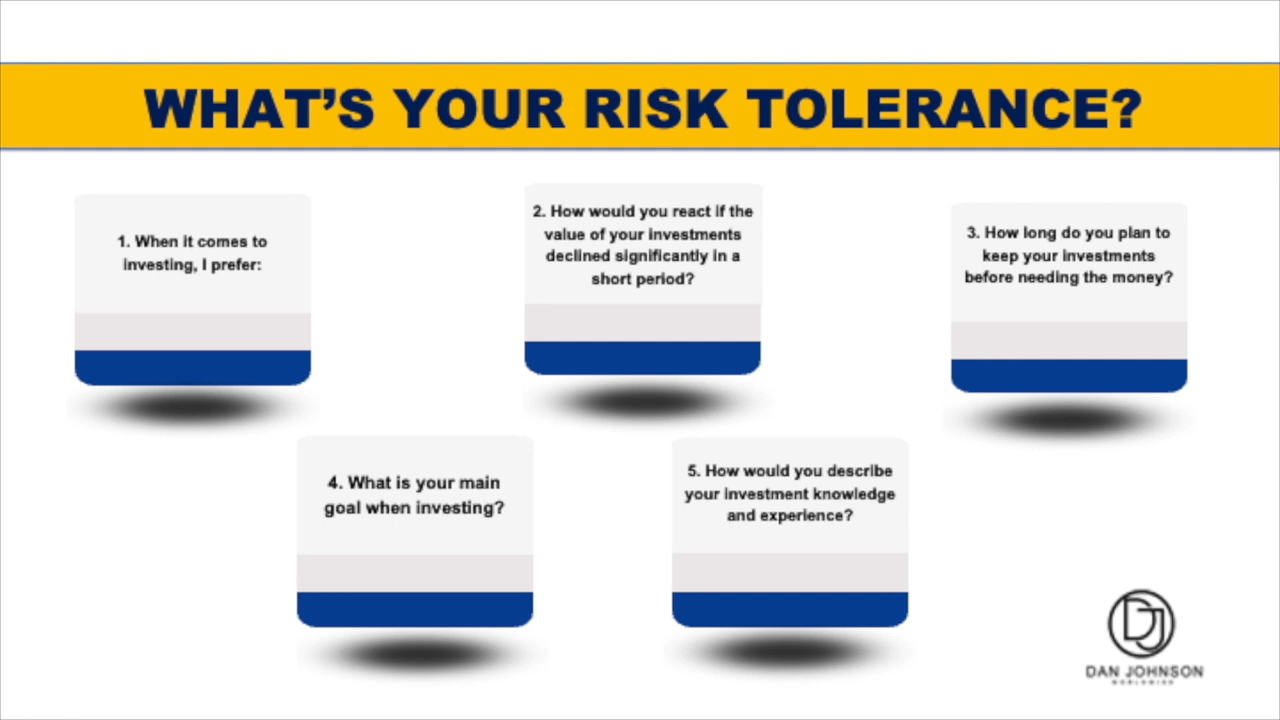 WHAT'S YOUR RISK TOLERANCE?
1. When it comes to
investing, I prefer:
2. How would you react if the
value of your investments
declined significantly in a
short period?
3. How long do you plan to
keep your investments
before needing the money?
4. What is your main
goal when investing?
5. How would you describe
your investment knowledge
and experience?
DJ
DAN JOHNSON
WORLDWIDE